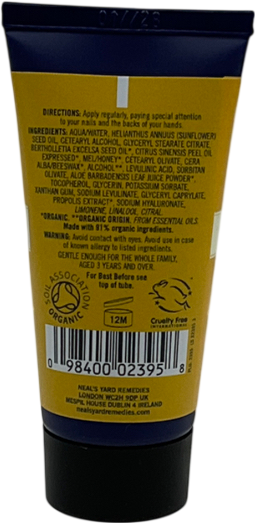 DIRECTIONS: Apply regularly, paying special attention
to your nails and the backs of your hands.
INGREDIENTS: AQUA/WATER, HELIANTHUS ANNUUS (SUNFLOWER)
SEED OIL, CETEARYL ALCOHOL, GLYCERYL STEARATE CITRATE,
BERTHOLLETIA EXCELSA SEED OIL*, CITRUS SINENSIS PEEL OIL
EXPRESSED*, MEL/HONEY*, CETEARYL OLIVATE, CERA
ALBA/BEESWAX*, ALCOHOL**, LEVULINIC ACID, SORBITAN
OLIVATE, ALOE BARBADENSIS LEAF JUICE POWDER*,
TOCOPHEROL, GLYCERIN, POTASSIUM SORBATE,
XANTHAN GUM, SODIUM LEVULINATE, GLYCERYL CAPRYLATE,
PROPOLIS EXTRACT*, SODIUM HYALURONATE,
LIMONENE, LINALOOL, CITRAL.
*ORGANIC. **ORGANIC ORIGIN. FROM ESSENTIAL OILS
Made with 81% organic ingredients.
WARNING: Avoid contact with eyes. Avoid use in case
of known allergy to listed ingredients.
GENTLE ENOUGH FOR THE WHOLE FAMILY,
AGED 3 YEARS AND OVER.
For Best Before see
top of tube.
SOIL ASSOCIATION
ORGANIC
12M
Cruelty Free
INTERNATIONAL
0 98400 02395 8
NEAL'S YARD REMEDIES
LONDON WC2H 9DP UK
DUBLIN 4 IRELAND
nealsyardremedies.com